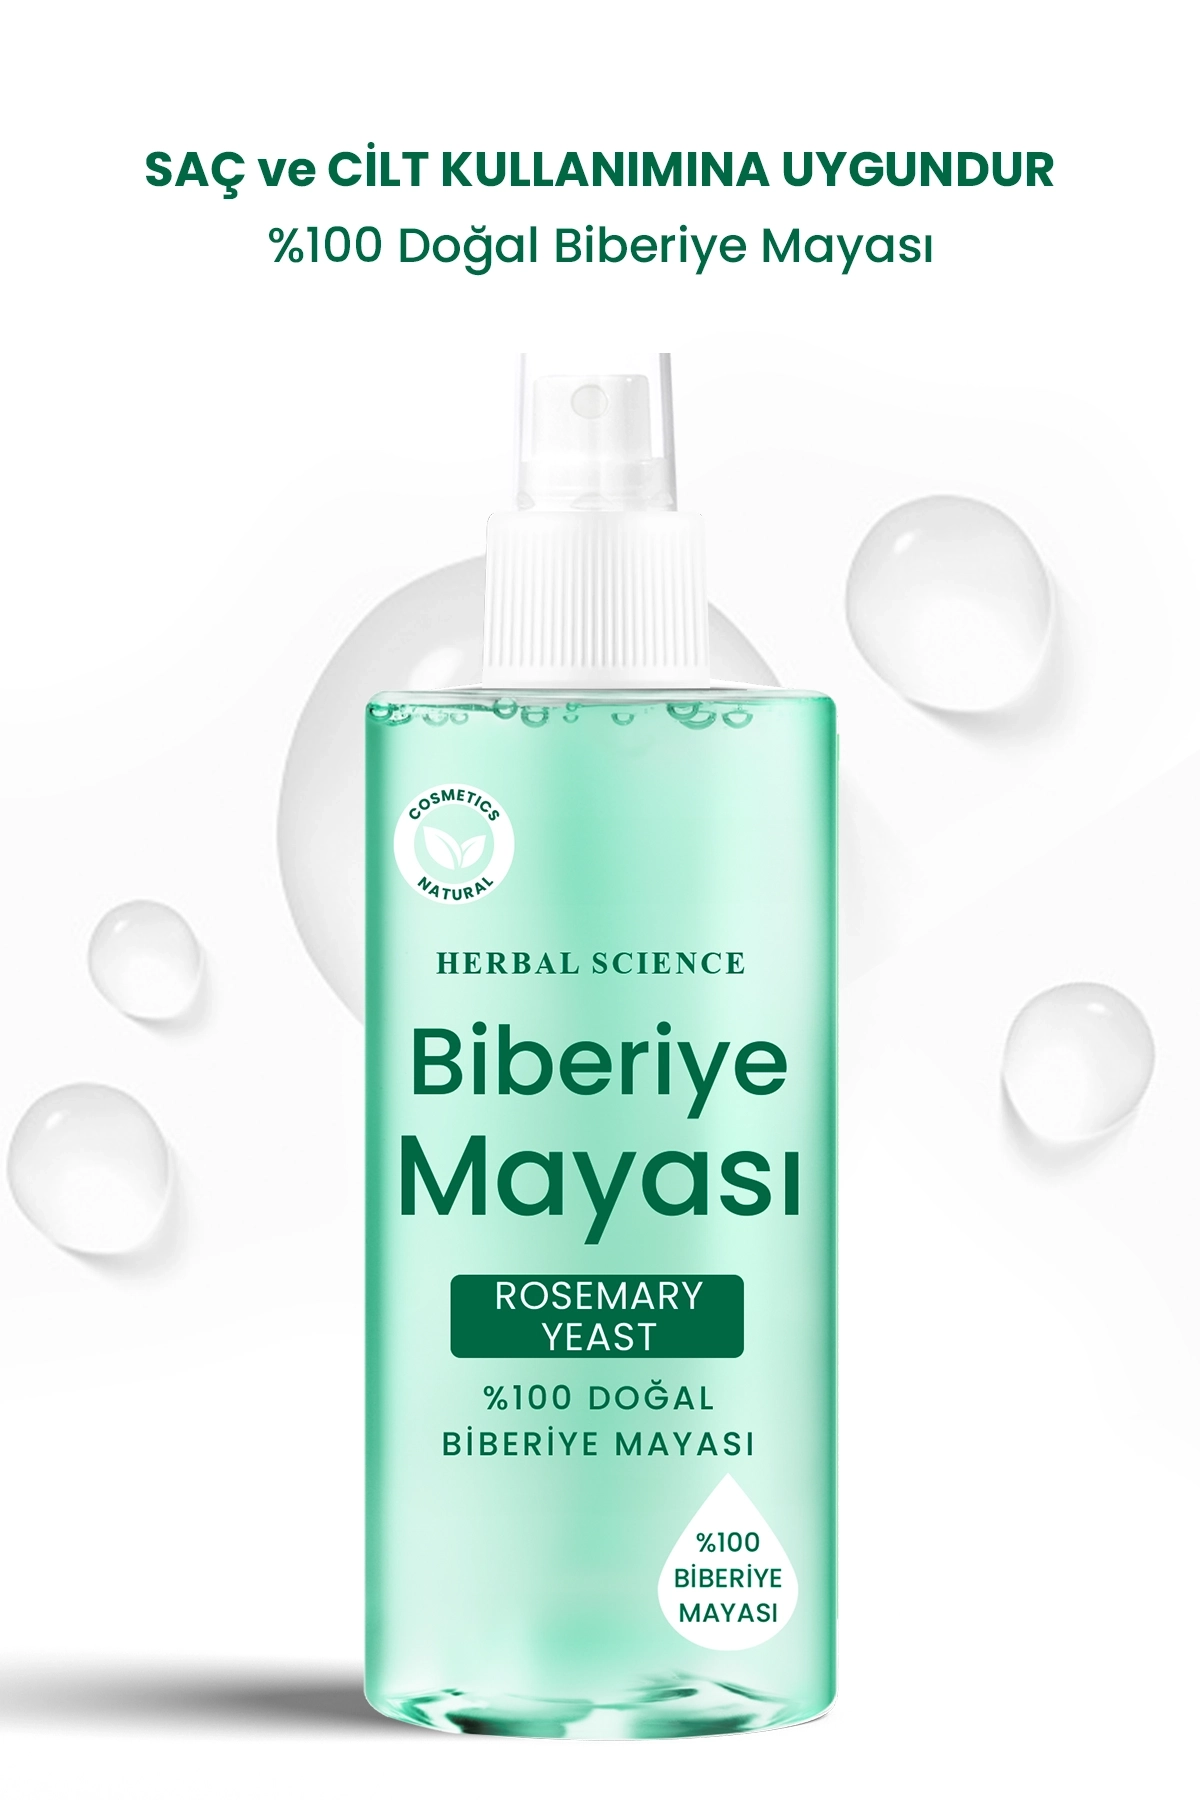 SAÇ ve CİLT KULLANIMINA UYGUNDUR
%100 Doğal Biberiye Mayası
COSMETICS
NATURAL
HERBAL SCIENCE
Biberiye
Mayası
ROSEMARY
YEAST
%100 DOĞAL
BİBERİYE MAYASI
%100
BİBERİYE
MAYASI